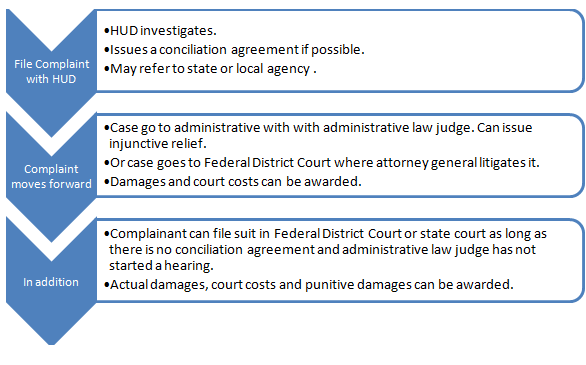 File Complaint
with HUD
•HUD investigates.
•Issues a conciliation agreement if possible.
•May refer to state or local agency .
Complaint
moves forward
•Case go to administrative with with administrative law judge. Can issue
injunctive relief.
•Or case goes to Federal District Court where attorney general litigates it.
•Damages and court costs can be awarded.
In addition
•Complainant can file suit in Federal District Court or state court as long as
there is no conciliation agreement and administrative law judge has not
started a hearing.
•Actual damages, court costs and punitive damages can be awarded.